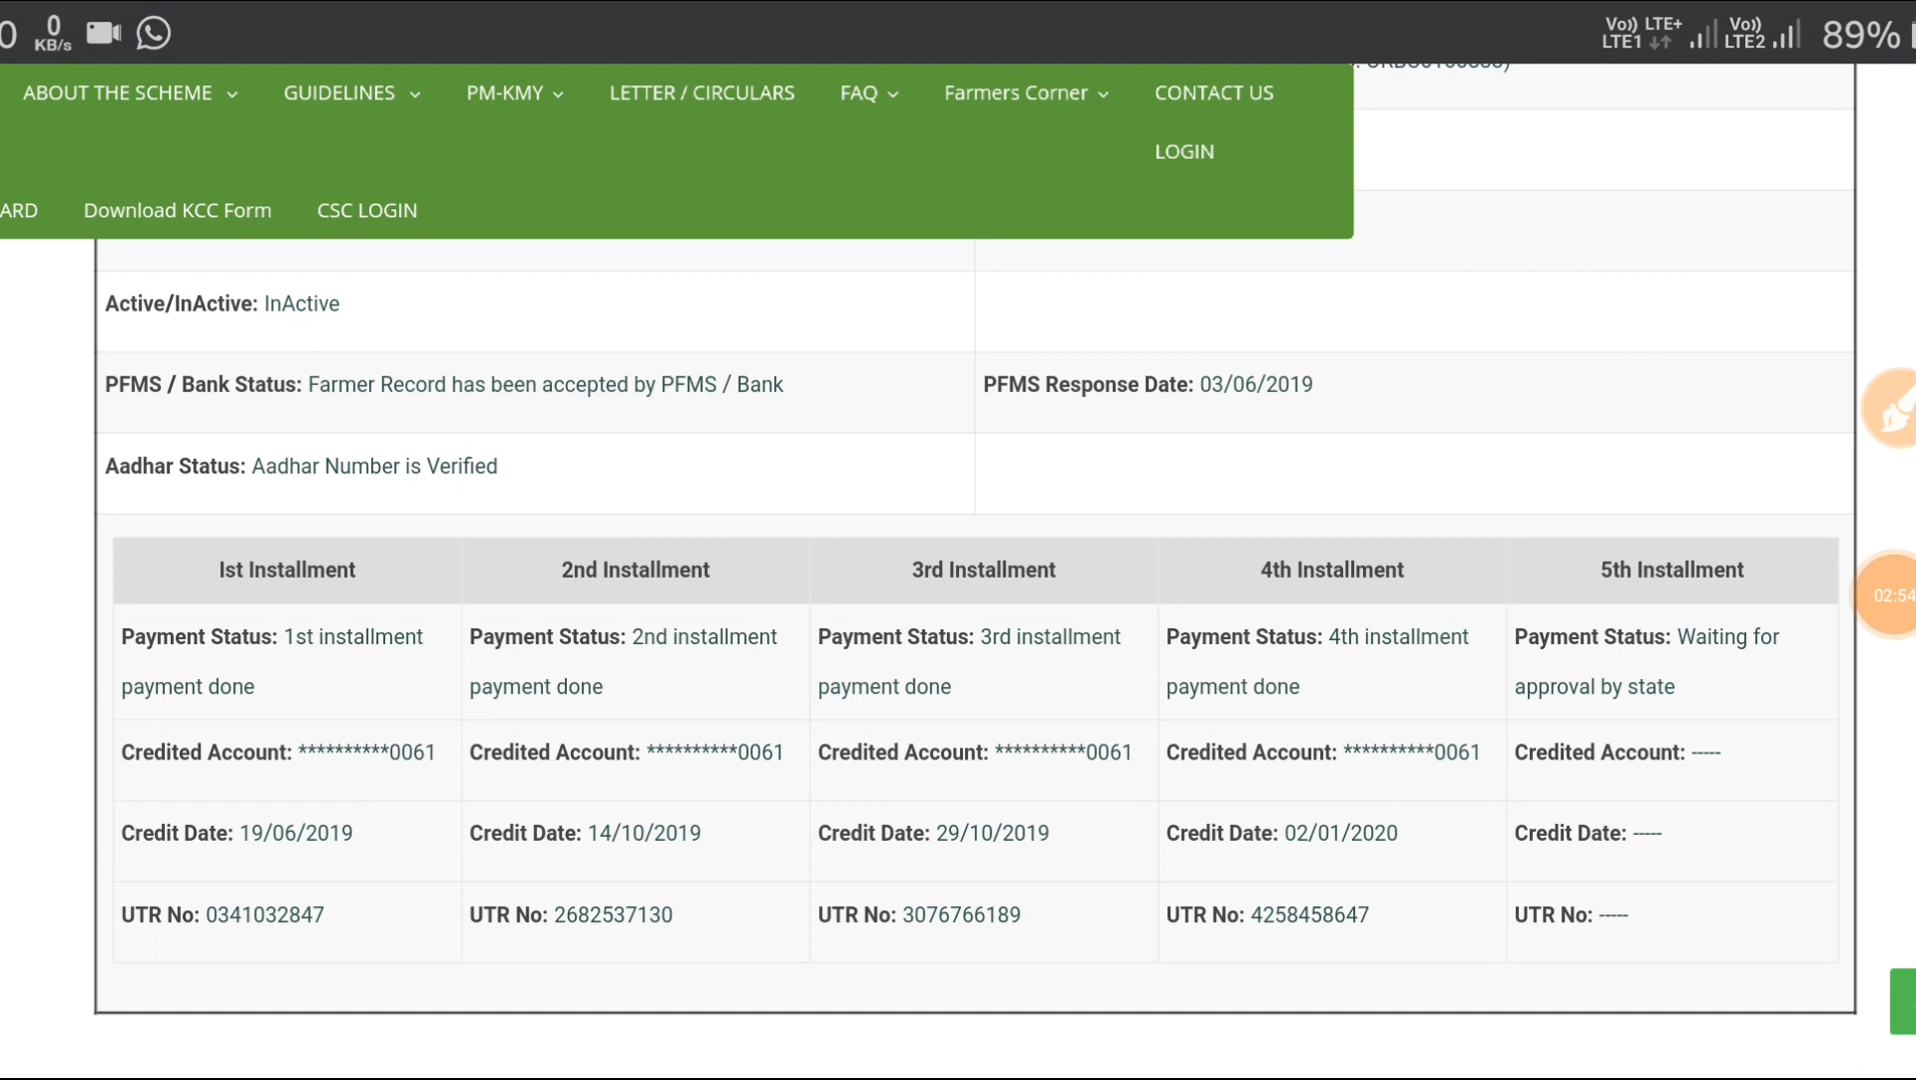 0 0 KB/s Vo)) LTE+ LTE1 Vo)) LTE2 89%
ABOUT THE SCHEME GUIDELINES PM-KMY LETTER / CIRCULARS FAQ Farmers Corner CONTACT US
LOGIN
ARD Download KCC Form CSC LOGIN
Active/InActive: InActive
PFMS / Bank Status: Farmer Record has been accepted by PFMS / Bank PFMS Response Date: 03/06/2019
Aadhar Status: Aadhar Number is Verified
Ist Installment 2nd Installment 3rd Installment 4th Installment 5th Installment
Payment Status: 1st installment Payment Status: 2nd installment Payment Status: 3rd installment Payment Status: 4th installment Payment Status: Waiting for
payment done payment done payment done payment done approval by state
Credited Account: **********0061 Credited Account: **********0061 Credited Account: **********0061 Credited Account: **********0061 Credited Account: -----
Credit Date: 19/06/2019 Credit Date: 14/10/2019 Credit Date: 29/10/2019 Credit Date: 02/01/2020 Credit Date: -----
UTR No: 0341032847 UTR No: 2682537130 UTR No: 3076766189 UTR No: 4258458647 UTR No: -----
02:54